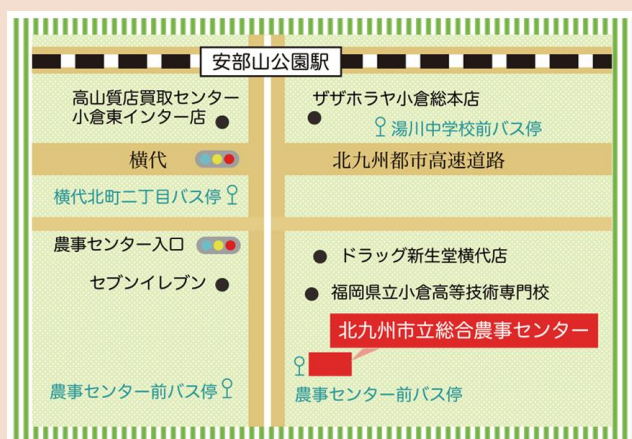 安部山公園駅
高山質店買取センター
小倉東インター店
ザザホラヤ小倉総本店
湯川中学校前バス停
横代
北九州都市高速道路
横代北町二丁目バス停
農事センター入口
ドラッグ新生堂横代店
セブンイレブン
福岡県立小倉高等技術専門校
北九州市立総合農事センター
農事センター前バス停
農事センター前バス停